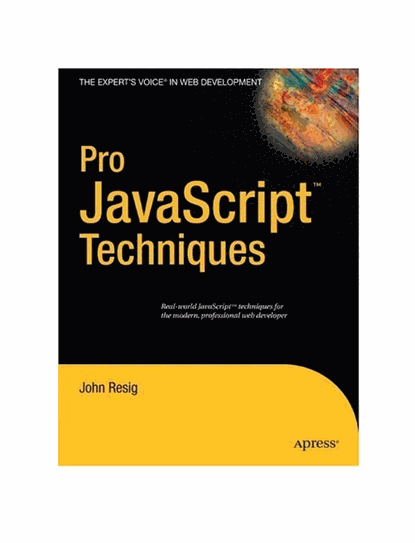 THE EXPERT'S VOICE® IN WEB DEVELOPMENT
Pro
JavaScript™
Techniques
Real-world JavaScript™ techniques for
the modern, professional web developer
John Resig
Apress®